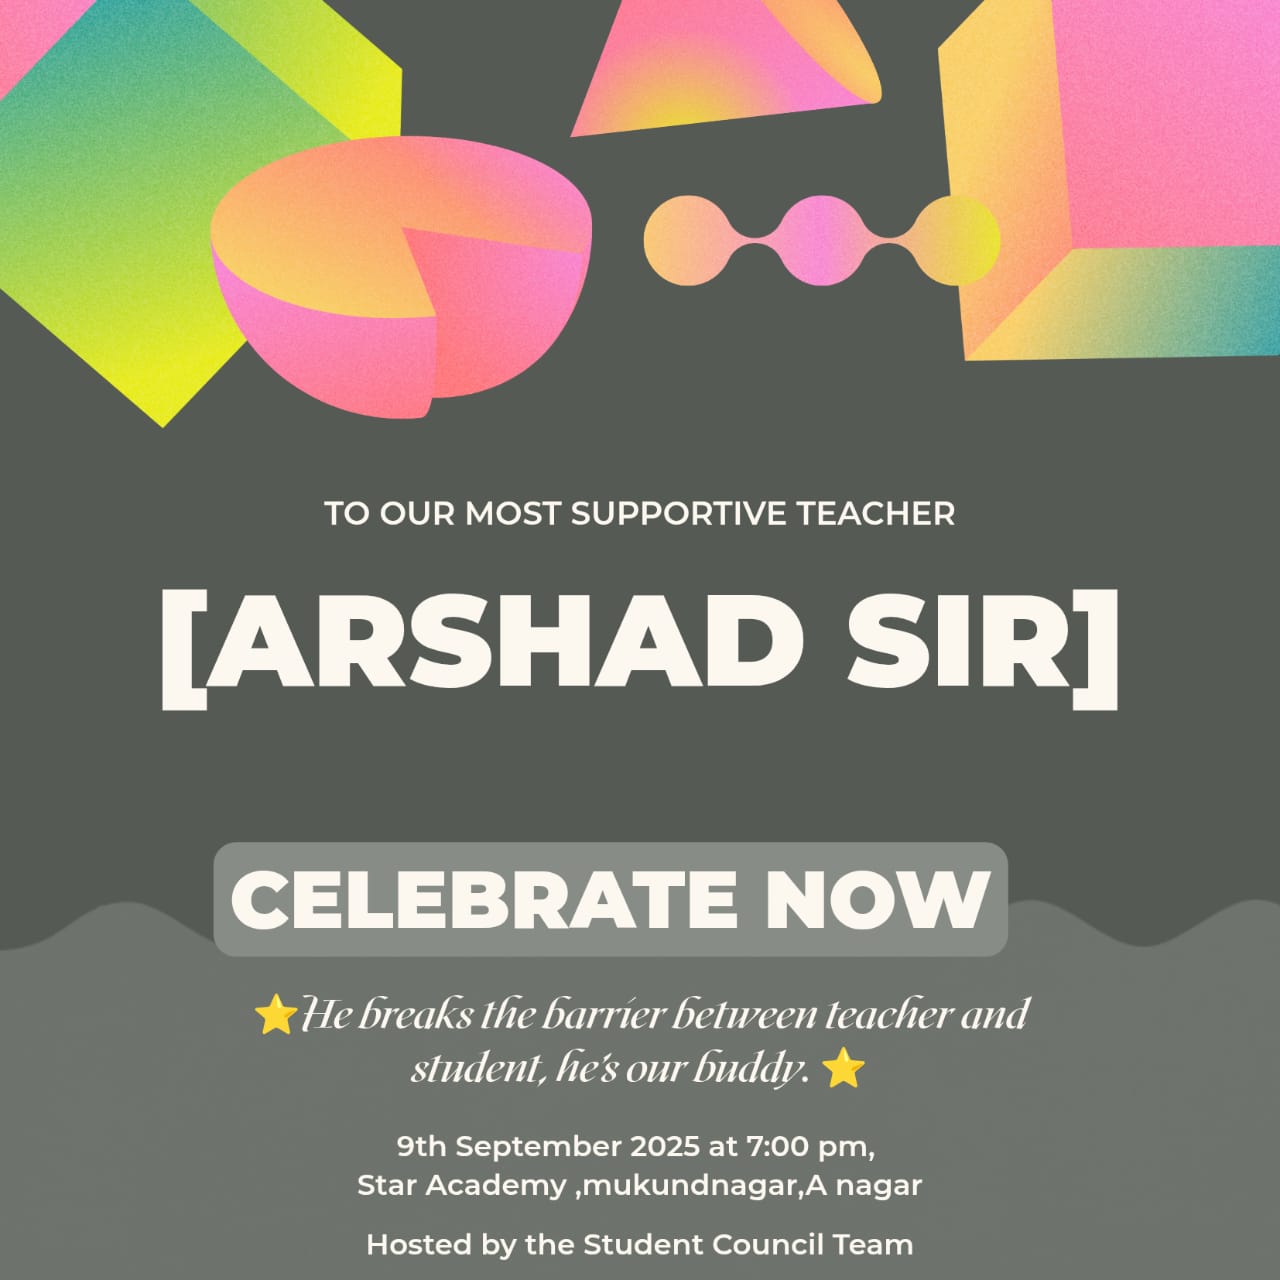 TO OUR MOST SUPPORTIVE TEACHER
[ARSHAD SIR]
CELEBRATE NOW
⭐He breaks the barrier between teacher and
student, he's our buddy. ⭐
9th September 2025 at 7:00 pm,
Star Academy ,mukundnagar,A nagar
Hosted by the Student Council Team